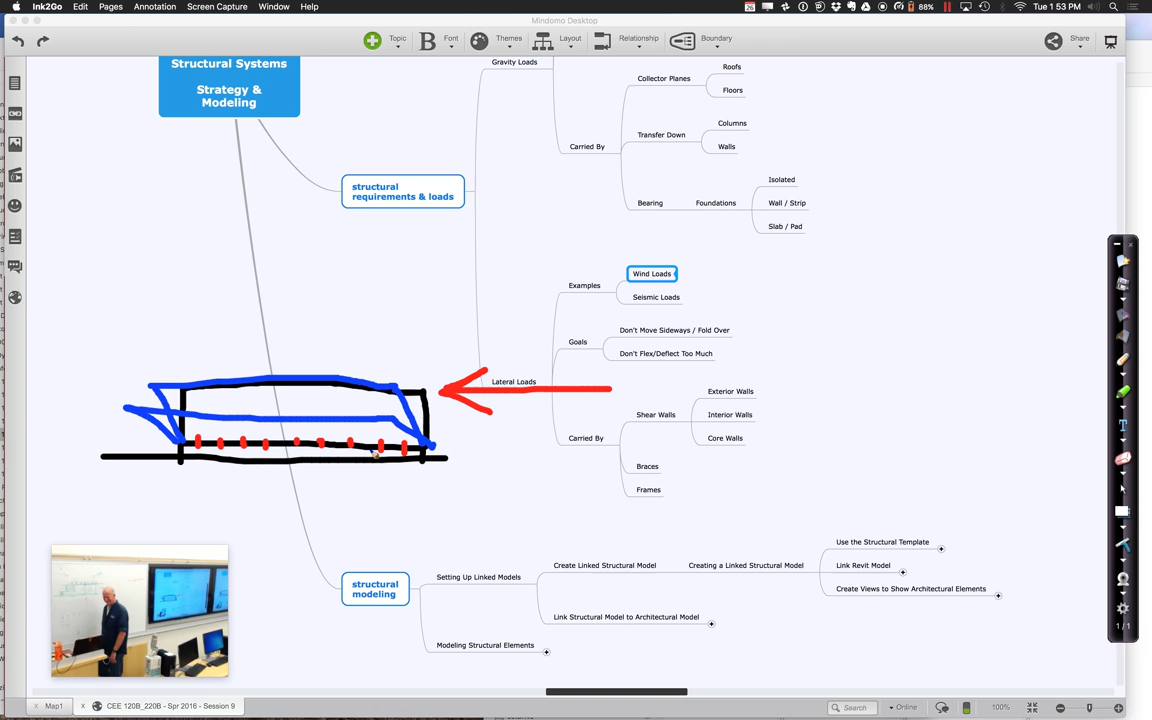 Ink2Go Edit Pages Annotation Screen Capture Window Help
26 88% Tue 1 53 PM
Mindomo Desktop
Topic Font Themes Layout Relationship Boundary Share
Structural Systems
Strategy &
Modeling
Gravity Loads
Roofs
Collector Planes
Floors
Columns
Transfer Down
Carried By
Walls
Isolated
structural
requirements & loads
Bearing Foundations Wall / Strip
Slab / Pad
Wind Loads
Examples
Seismic Loads
Don't Move Sideways / Fold Over
Goals
Don't Flex/Deflect Too Much
Lateral Loads
Exterior Walls
Shear Walls Interior Walls
Carried By Core Walls
Braces
Frames
Use the Structural Template
Create Linked Structural Model Creating a Linked Structural Model Link Revit Model
Setting Up Linked Models
structural
modeling
Create Views to Show Architectural Elements
Link Structural Model to Architectural Model
Modeling Structural Elements
1 / 1
x Map1 x CEE 120B_220B - Spr 2016 - Session 9 Search Online 100%